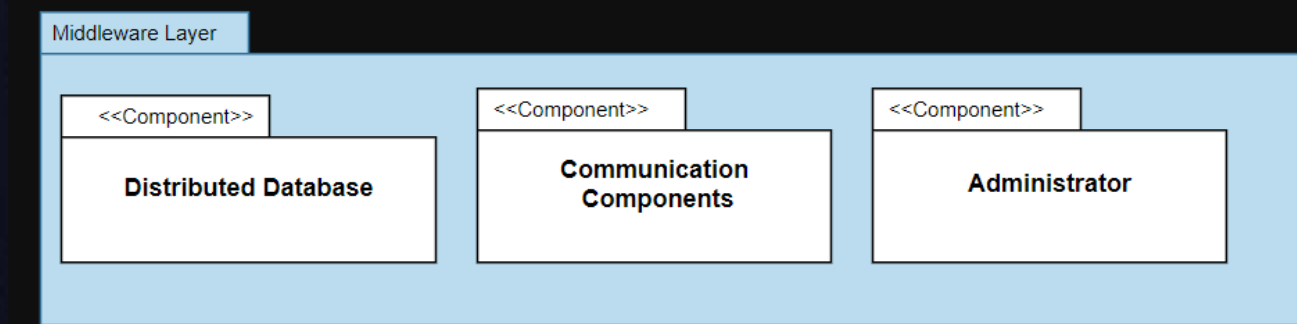 Middleware Layer
<<Component>>
Distributed Database
<<Component>>
Communication
Components
<<Component>>
Administrator